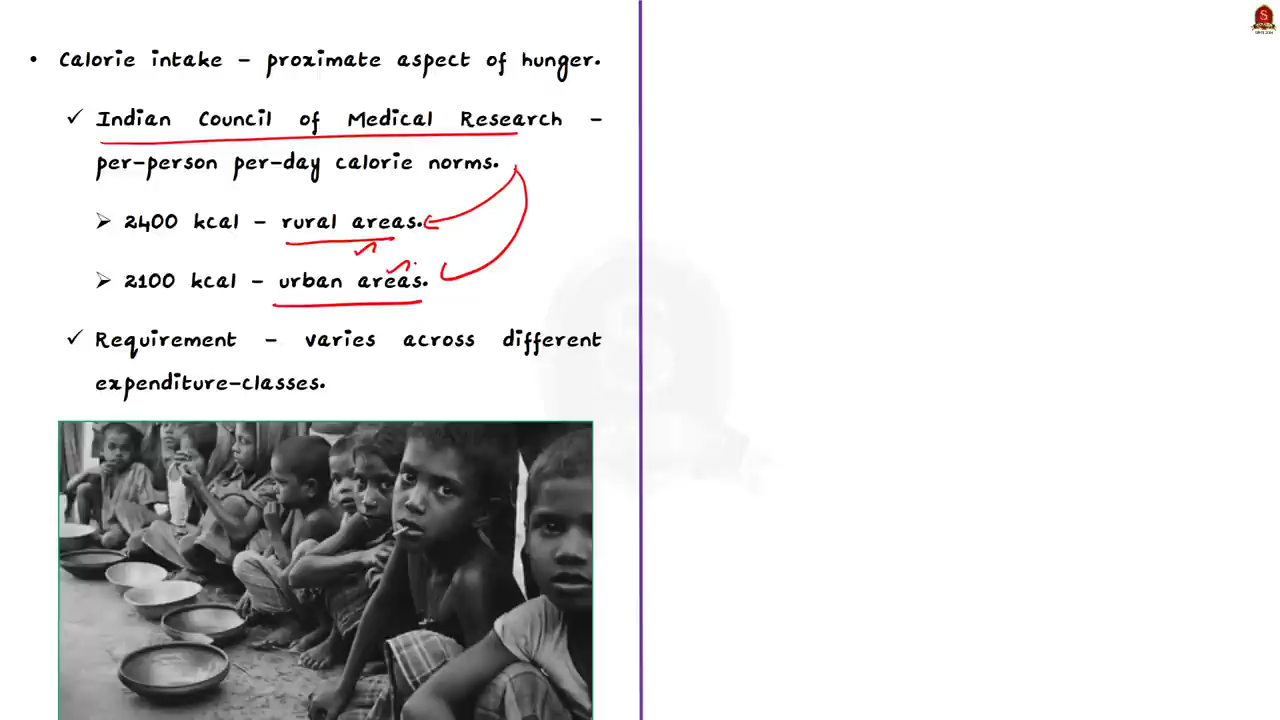 • Calorie intake – proximate aspect of hunger.
✓ Indian Council of Medical Research –
per-person per-day calorie norms.
➢ 2400 kcal – rural areas.
➢ 2100 kcal – urban areas.
✓ Requirement – varies across different
expenditure-classes.